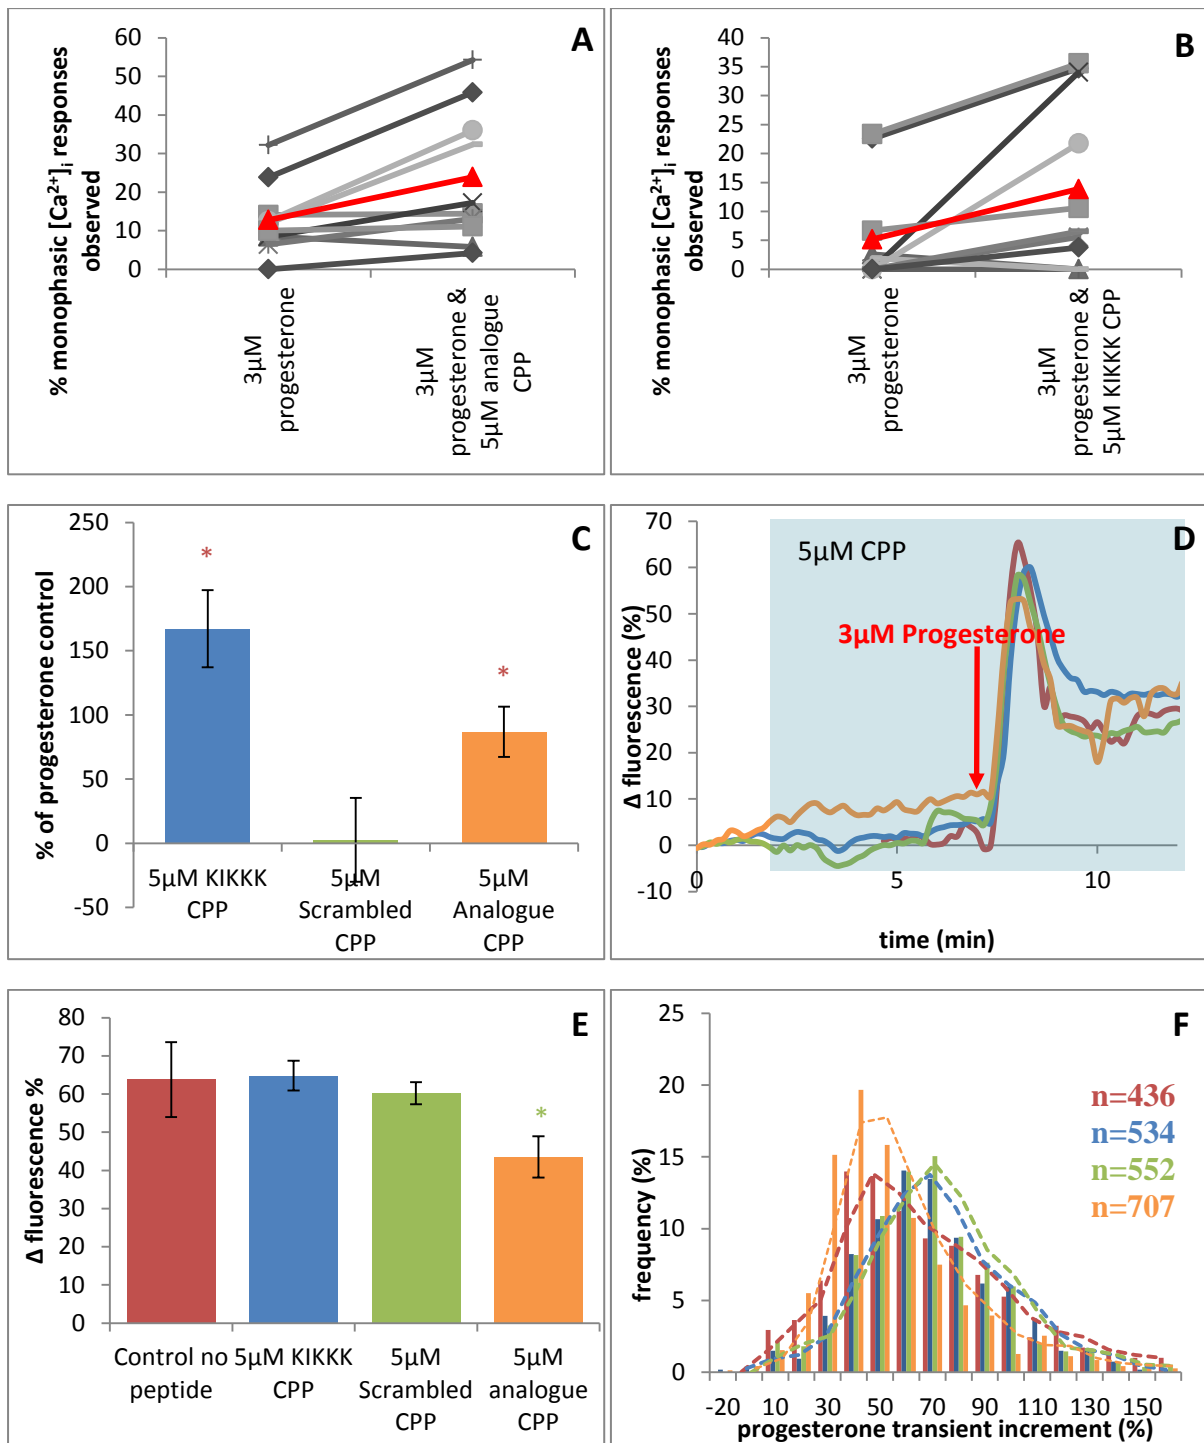 A
% monophasic [Ca²⁺]ᵢ responses
observed
60
50
40
30
20
10
0
3µM
progesterone
3µM
progesterone &
5µM analogue
CPP
B
% monophasic [Ca²⁺]ᵢ responses
observed
40
35
30
25
20
15
10
5
0
3µM
progesterone
3µM
progesterone &
5µM KIKKK CPP
C
% of progesterone control
250
200
150
100
50
0
-50
*
*
5µM KIKKK
CPP
5µM
Scrambled
CPP
5µM
Analogue
CPP
D
Δ fluorescence (%)
70
60
50
40
30
20
10
0
-10
5µM CPP
3µM Progesterone
0
5
10
time (min)
E
Δ fluorescence %
80
70
60
50
40
30
20
10
0
*
Control no
peptide
5µM KIKKK
CPP
5µM
Scrambled
CPP
5µM
analogue
CPP
F
frequency (%)
25
20
15
10
5
0
n=436
n=534
n=552
n=707
-20
10
30
50
70
90
110
130
150
progesterone transient increment (%)